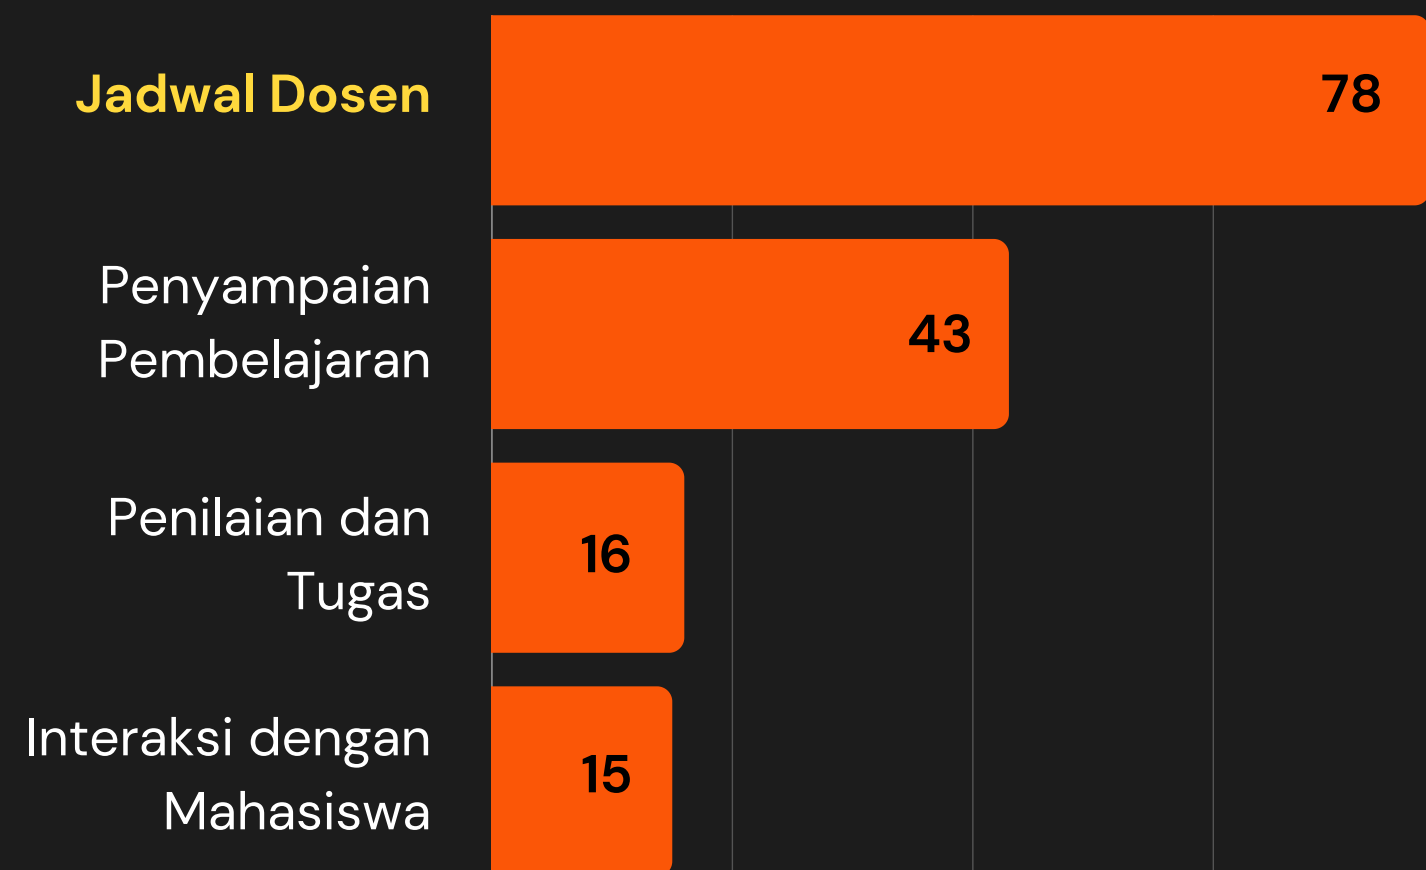 Jadwal Dosen
78
Penyampaian
Pembelajaran
43
Penilaian dan
Tugas
16
Interaksi dengan
Mahasiswa
15